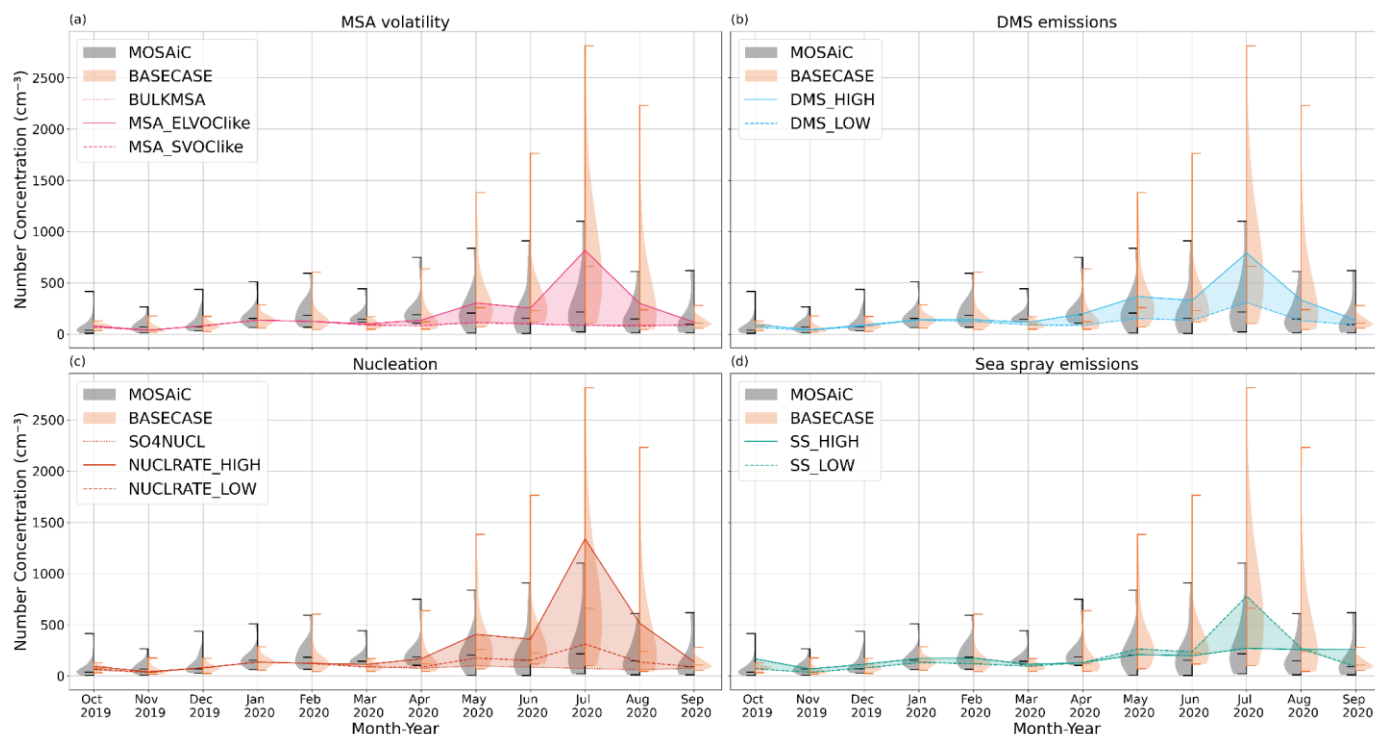 (a) MSA volatility
MOSAiC
BASECASE
BULKMSA
MSA_ELVOClike
MSA_SVOClike
Number Concentration (cm⁻³)
2500
2000
1500
1000
500
0
(b) DMS emissions
MOSAiC
BASECASE
DMS_HIGH
DMS_LOW
(c) Nucleation
MOSAiC
BASECASE
SO4NUCL
NUCLRATE_HIGH
NUCLRATE_LOW
Number Concentration (cm⁻³)
2500
2000
1500
1000
500
0
Oct Nov Dec Jan Feb Mar Apr May Jun Jul Aug Sep
2019 2019 2019 2020 2020 2020 2020 2020 2020 2020 2020 2020
Month-Year
(d) Sea spray emissions
MOSAiC
BASECASE
SS_HIGH
SS_LOW
Oct Nov Dec Jan Feb Mar Apr May Jun Jul Aug Sep
2019 2019 2019 2020 2020 2020 2020 2020 2020 2020 2020 2020
Month-Year